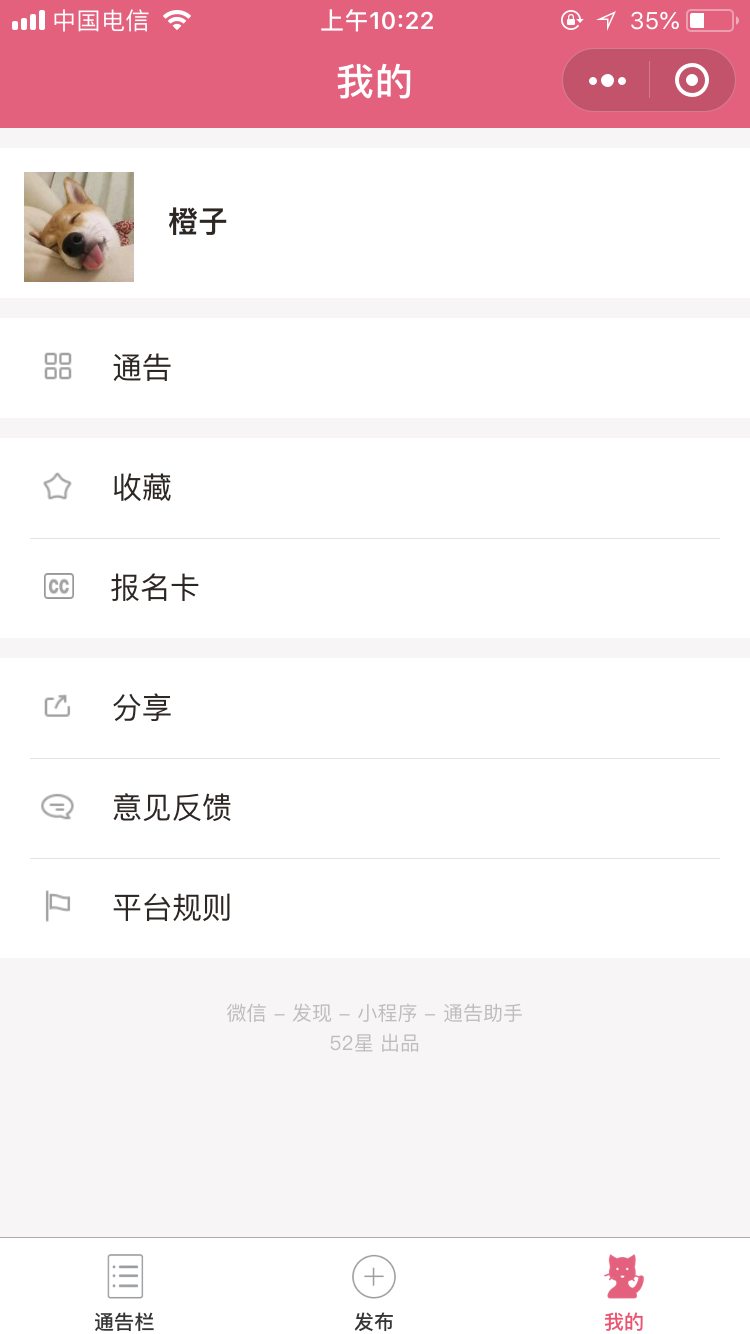 中国电信 上午10:22 35%
我的
橙子
通告
收藏
CC 报名卡
分享
意见反馈
平台规则
微信 – 发现 – 小程序 – 通告助手
52星 出品
通告栏 发布 我的